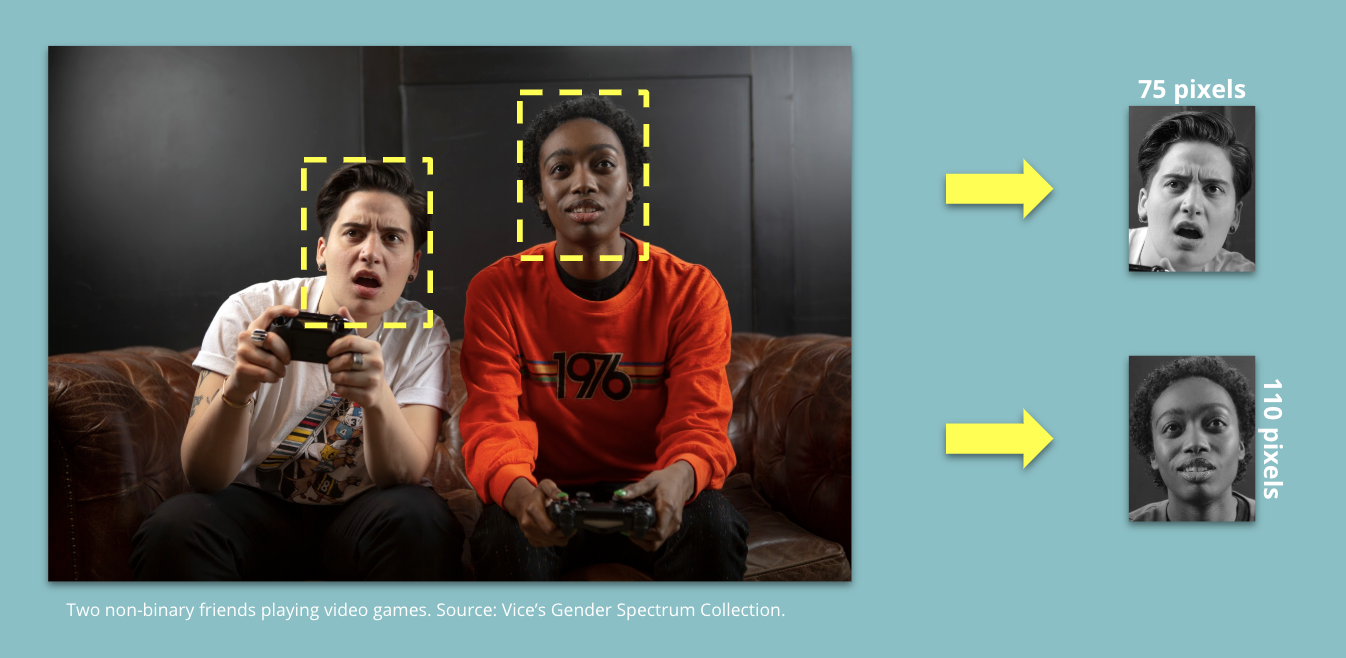 75 pixels
1976
110 pixels
Two non-binary friends playing video games. Source: Vice’s Gender Spectrum Collection.